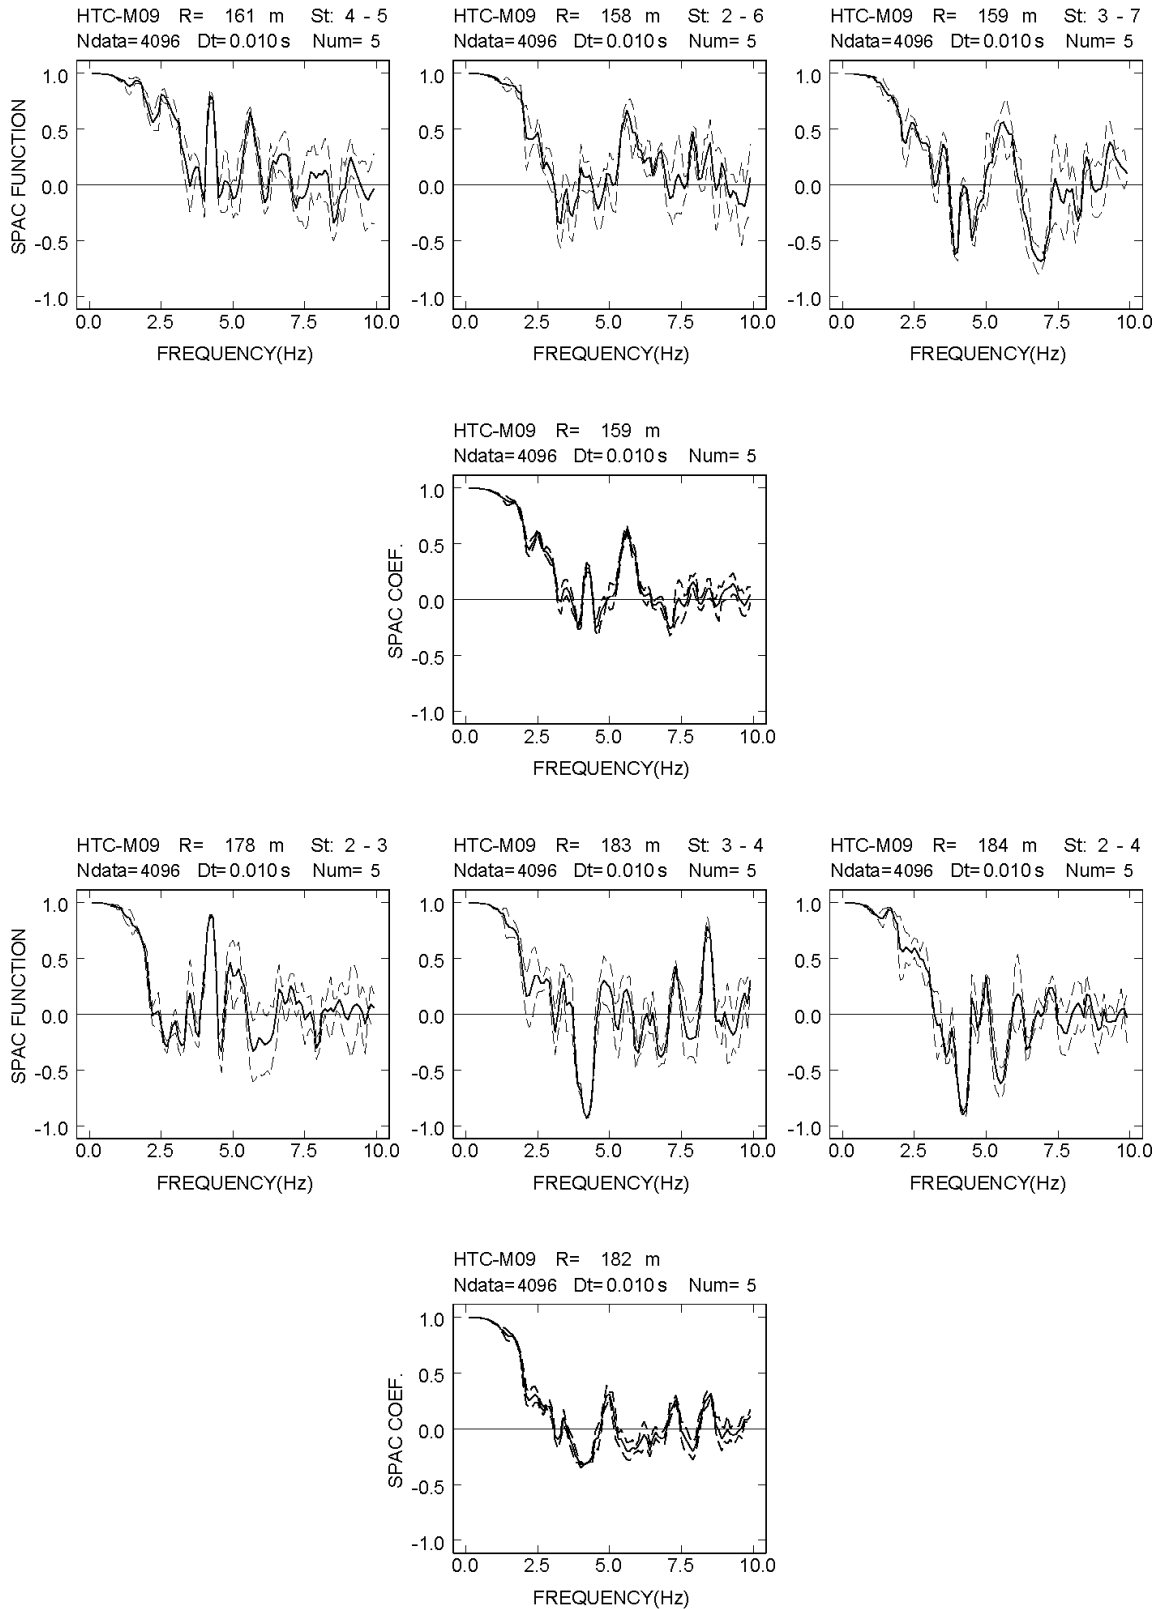 HTC-M09 R= 161 m St: 4 - 5
Ndata=4096 Dt=0.010s Num= 5
HTC-M09 R= 158 m St: 2 - 6
Ndata=4096 Dt=0.010s Num= 5
HTC-M09 R= 159 m St: 3 - 7
Ndata=4096 Dt=0.010s Num= 5
SPAC FUNCTION
1.0
0.5
0.0
-0.5
-1.0
0.0 2.5 5.0 7.5 10.0
FREQUENCY(Hz)
1.0
0.5
0.0
-0.5
-1.0
0.0 2.5 5.0 7.5 10.0
FREQUENCY(Hz)
1.0
0.5
0.0
-0.5
-1.0
0.0 2.5 5.0 7.5 10.0
FREQUENCY(Hz)
HTC-M09 R= 159 m
Ndata=4096 Dt=0.010s Num= 5
SPAC COEF.
1.0
0.5
0.0
-0.5
-1.0
0.0 2.5 5.0 7.5 10.0
FREQUENCY(Hz)
HTC-M09 R= 178 m St: 2 - 3
Ndata=4096 Dt=0.010s Num= 5
HTC-M09 R= 183 m St: 3 - 4
Ndata=4096 Dt=0.010s Num= 5
HTC-M09 R= 184 m St: 2 - 4
Ndata=4096 Dt=0.010s Num= 5
SPAC FUNCTION
1.0
0.5
0.0
-0.5
-1.0
0.0 2.5 5.0 7.5 10.0
FREQUENCY(Hz)
1.0
0.5
0.0
-0.5
-1.0
0.0 2.5 5.0 7.5 10.0
FREQUENCY(Hz)
1.0
0.5
0.0
-0.5
-1.0
0.0 2.5 5.0 7.5 10.0
FREQUENCY(Hz)
HTC-M09 R= 182 m
Ndata=4096 Dt=0.010s Num= 5
SPAC COEF.
1.0
0.5
0.0
-0.5
-1.0
0.0 2.5 5.0 7.5 10.0
FREQUENCY(Hz)